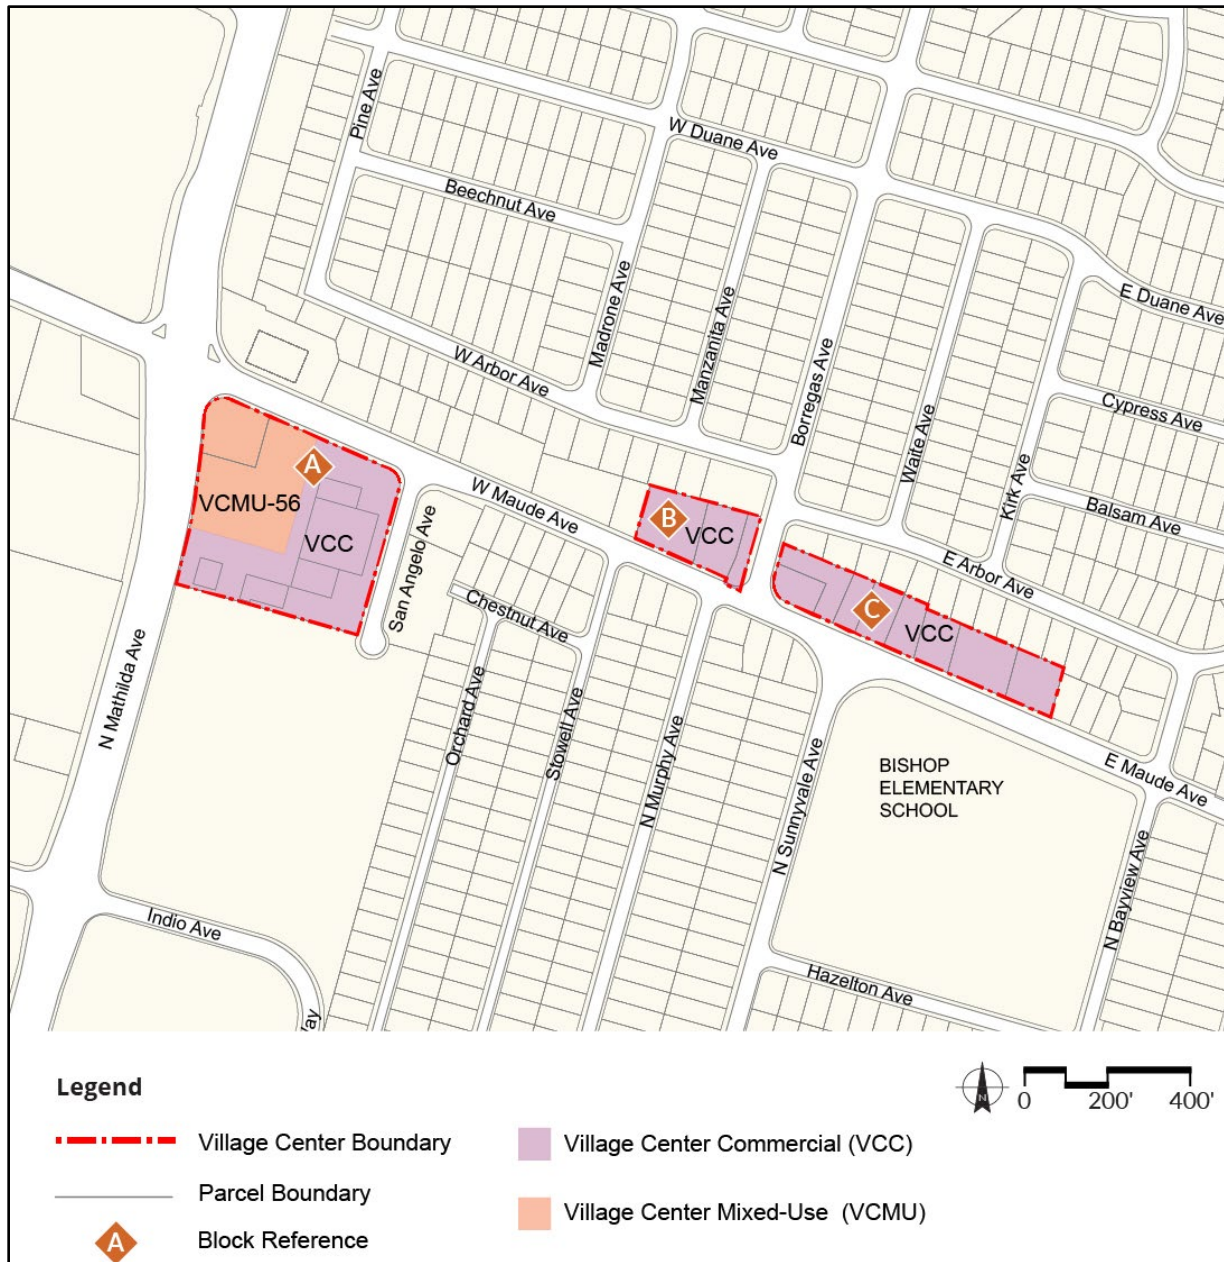 Pine Ave
W Duane Ave
Beechnut Ave
E Duane Ave
Madrone Ave
Manzanita Ave
W Arbor Ave
Borregas Ave
Cypress Ave
Waite Ave
Kirk Ave
A
VCMU-56
W Maude Ave
B
VCC
Balsam Ave
VCC
San Angelo Ave
E Arbor Ave
Chestnut Ave
C
VCC
N Mathilda Ave
Orchard Ave
Stowell Ave
N Murphy Ave
N Sunnyvale Ave
BISHOP
ELEMENTARY
SCHOOL
E Maude Ave
N Bayview Ave
Indio Ave
Hazelton Ave
Legend
N
0 200' 400'
Village Center Boundary
Village Center Commercial (VCC)
Parcel Boundary
Village Center Mixed-Use (VCMU)
A
Block Reference